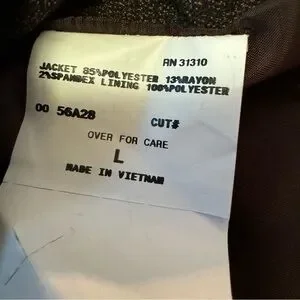 RN 31310
JACKET 85%POLYESTER 13%RAYON
2%SPANDEX LINING 100%POLYESTER
00 56A28 CUT#
OVER FOR CARE
L
MADE IN VIETNAM